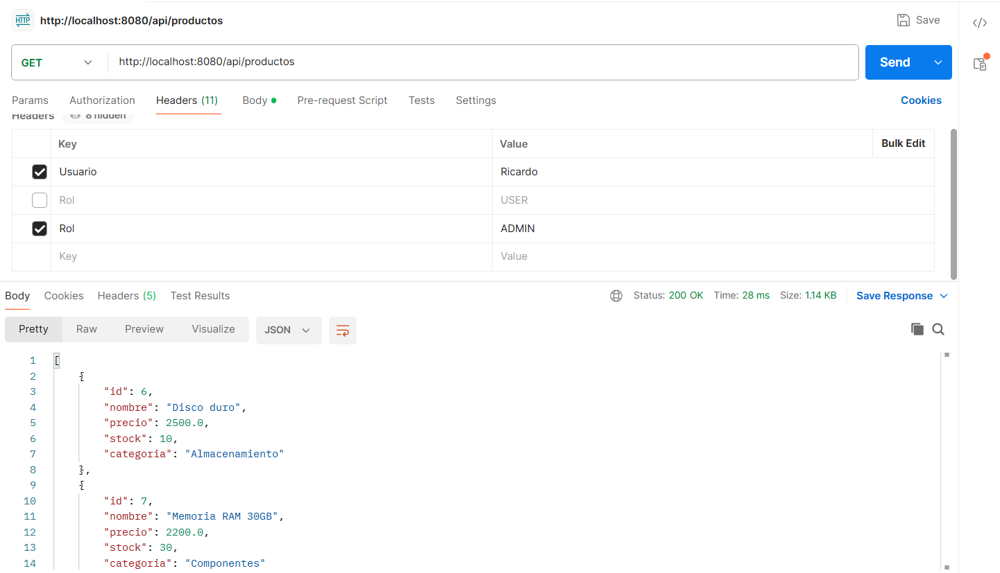 HTTP http://localhost:8080/api/productos Save
GET http://localhost:8080/api/productos Send
Params Authorization Headers (11) Body Pre-request Script Tests Settings Cookies
Headers 8 hidden
Key Value Bulk Edit
Usuario Ricardo
Rol USER
Rol ADMIN
Key Value
Body Cookies Headers (5) Test Results Status: 200 OK Time: 28 ms Size: 1.14 KB Save Response
Pretty Raw Preview Visualize JSON
1 [
2 {
3 "id": 6,
4 "nombre": "Disco duro",
5 "precio": 2500.0,
6 "stock": 10,
7 "categoria": "Almacenamiento"
8 },
9 {
10 "id": 7,
11 "nombre": "Memoria RAM 30GB",
12 "precio": 2200.0,
13 "stock": 30,
14 "categoria": "Componentes"